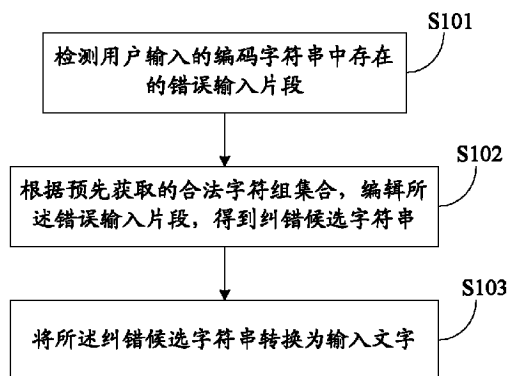 S101
检测用户输入的编码字符串中存在
的错误输入片段
S102
根据预先获取的合法字符组集合，编辑所
述错误输入片段，得到纠错候选字符串
S103
将所述纠错候选字符串转换为输入文字